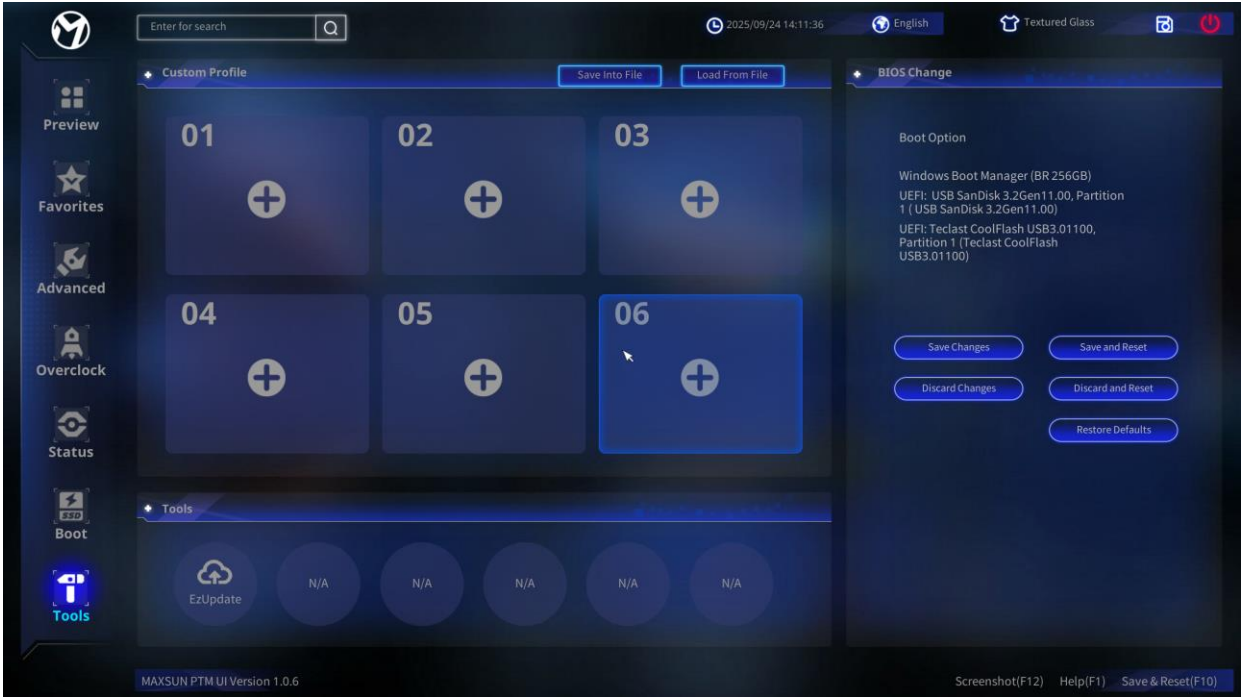 Enter for search
2025/09/24 14:11:36
English
Textured Glass
Custom Profile
Save Into File
Load From File
BIOS Change
Preview
Favorites
Advanced
Overclock
Status
SSD
Boot
Tools
01
02
03
04
05
06
Boot Option
Windows Boot Manager (BR 256GB)
UEFI: USB SanDisk 3.2Gen11.00, Partition
1 ( USB SanDisk 3.2Gen11.00)
UEFI: Teclast CoolFlash USB3.01100,
Partition 1 (Teclast CoolFlash
USB3.01100)
Save Changes
Save and Reset
Discard Changes
Discard and Reset
Restore Defaults
Tools
EzUpdate
N/A
N/A
N/A
N/A
N/A
MAXSUN PTM UI Version 1.0.6
Screenshot(F12)
Help(F1)
Save & Reset(F10)